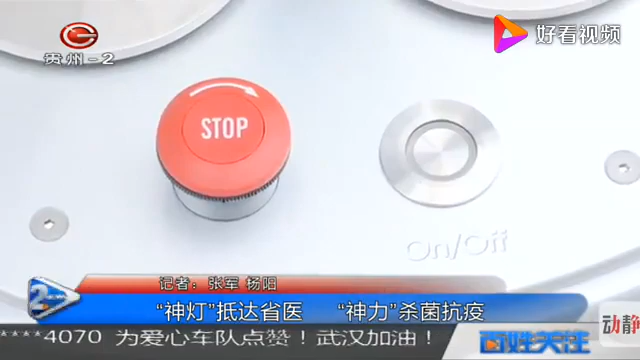 贵州-2
好看视频
STOP
On/Off
记者：张军 杨阳
2
“神灯”抵达省医 “神力”杀菌抗疫
****4070 为爱心车队点赞！武汉加油！
百姓关注
动静